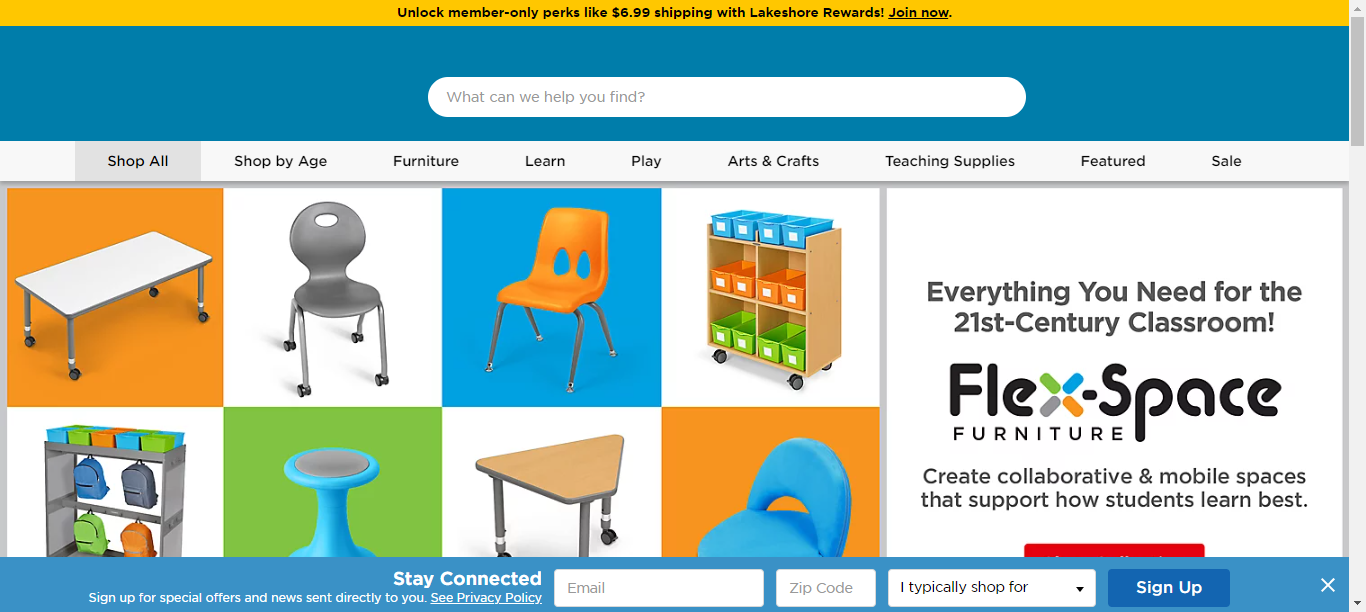 Unlock member-only perks like $6.99 shipping with Lakeshore Rewards! Join now.
What can we help you find?
Shop All
Shop by Age
Furniture
Learn
Play
Arts & Crafts
Teaching Supplies
Featured
Sale
Everything You Need for the
21st-Century Classroom!
Flex-Space
FURNITURE
Create collaborative & mobile spaces
that support how students learn best.
Stay Connected
Sign up for special offers and news sent directly to you. See Privacy Policy
Email
Zip Code
I typically shop for
Sign Up